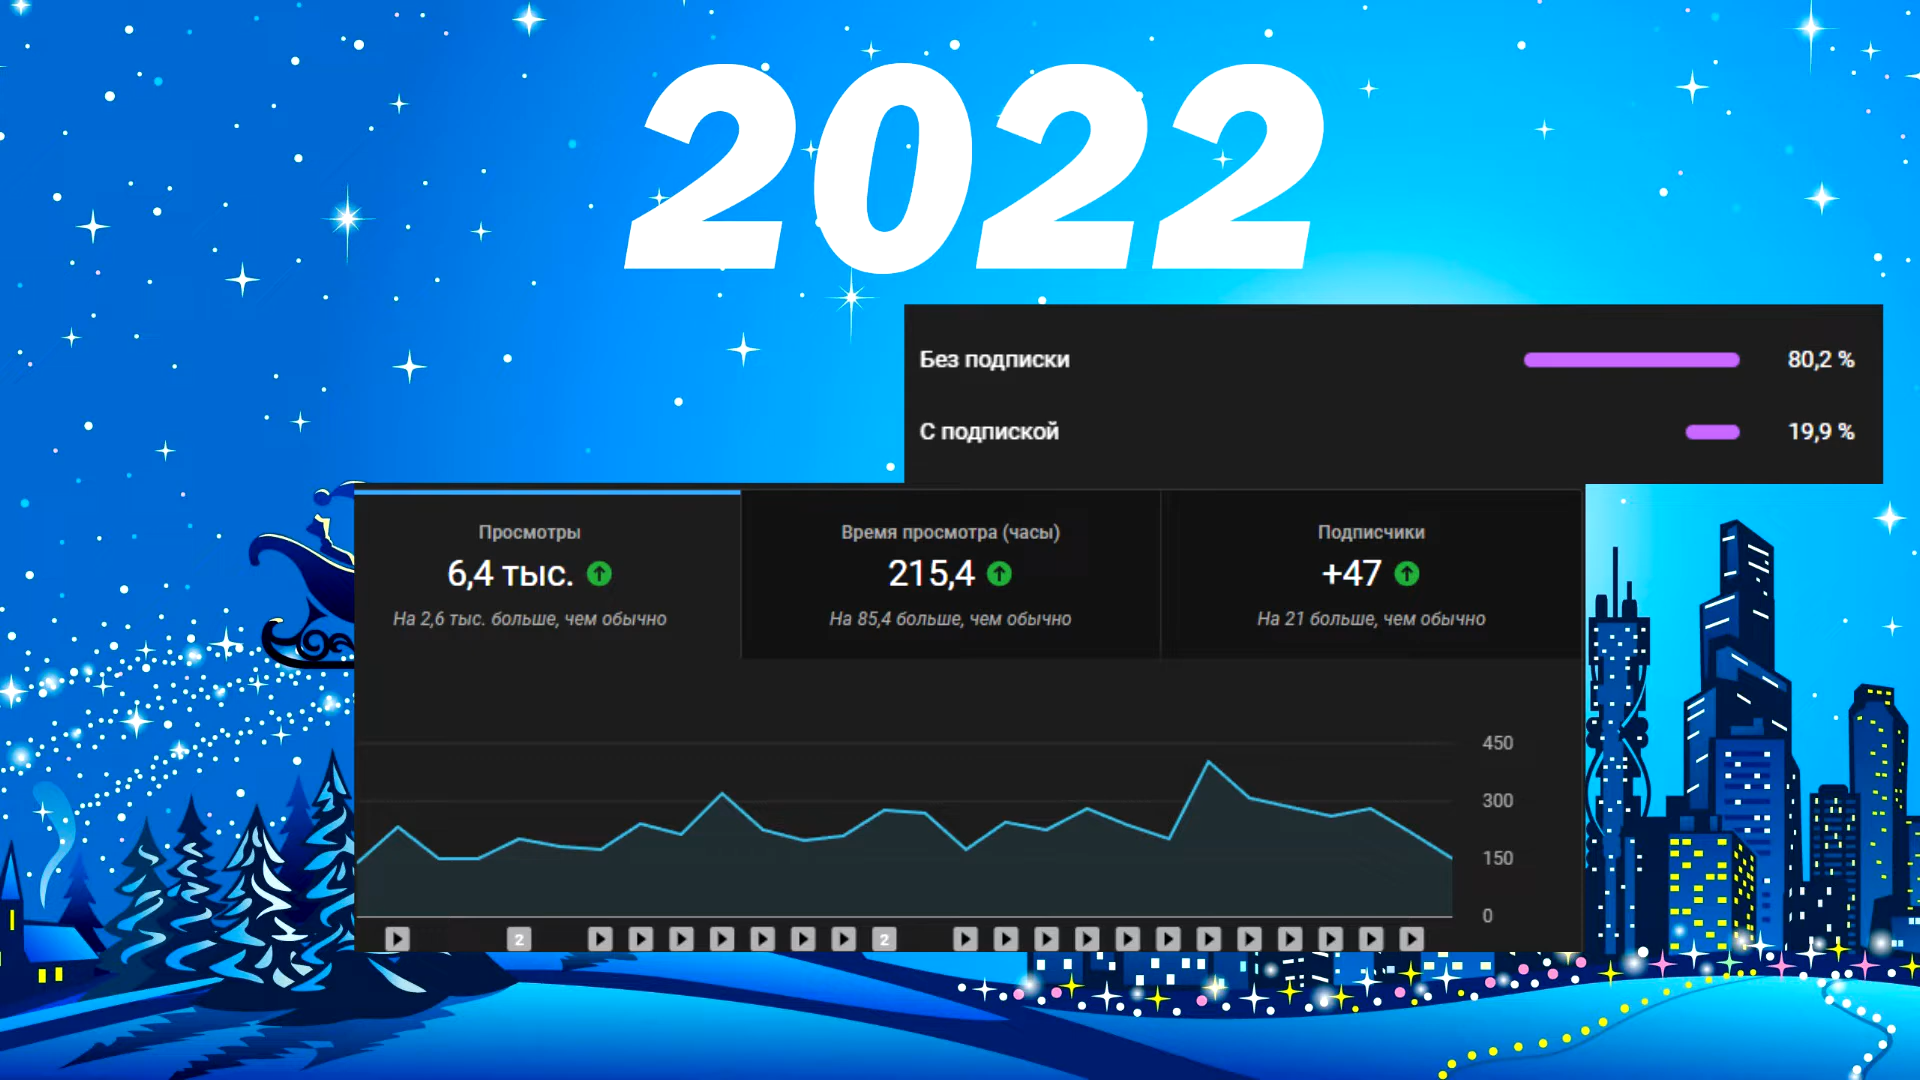 2022
Без подписки 80,2 %
С подпиской 19,9 %
Просмотры
6,4 тыс.
На 2,6 тыс. больше, чем обычно
Время просмотра (часы)
215,4
На 85,4 больше, чем обычно
Подписчики
+47
На 21 больше, чем обычно
450
300
150
0
2
2